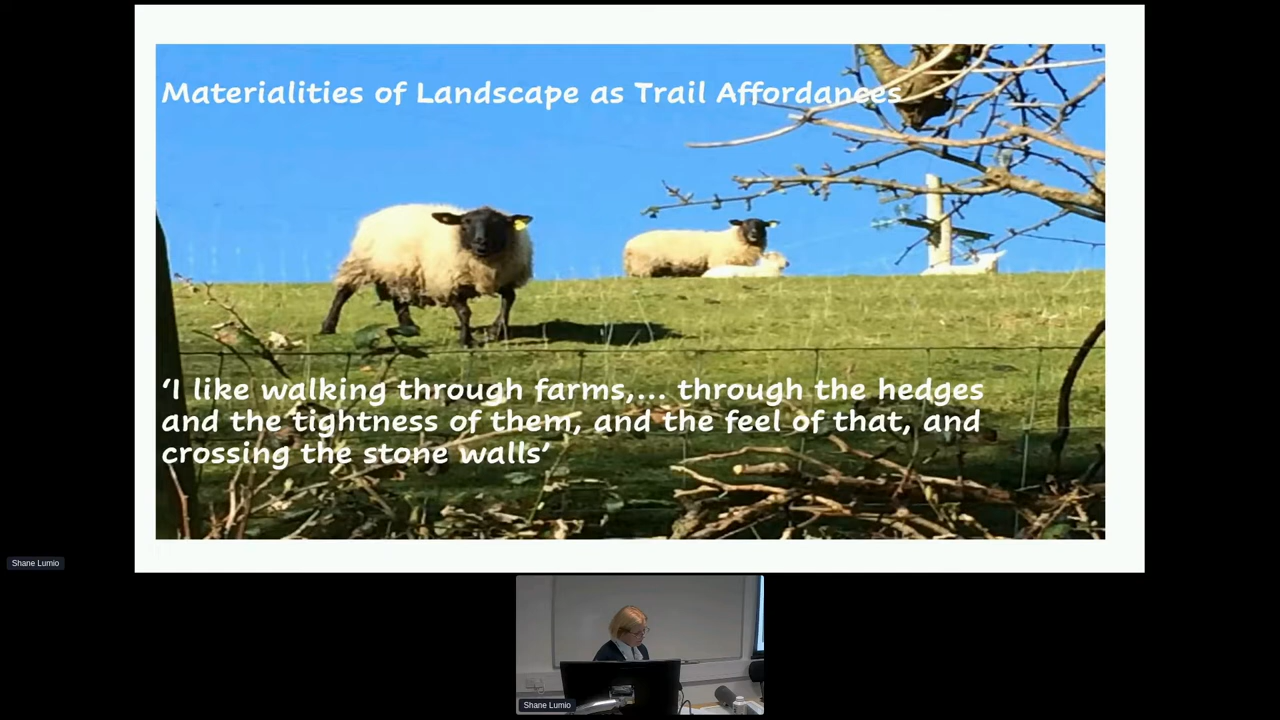 Materialities of Landscape as Trail Affordances
‘I like walking through farms,... through the hedges
and the tightness of them, and the feel of that, and
crossing the stone walls’
Shane Lumio
Shane Lumio